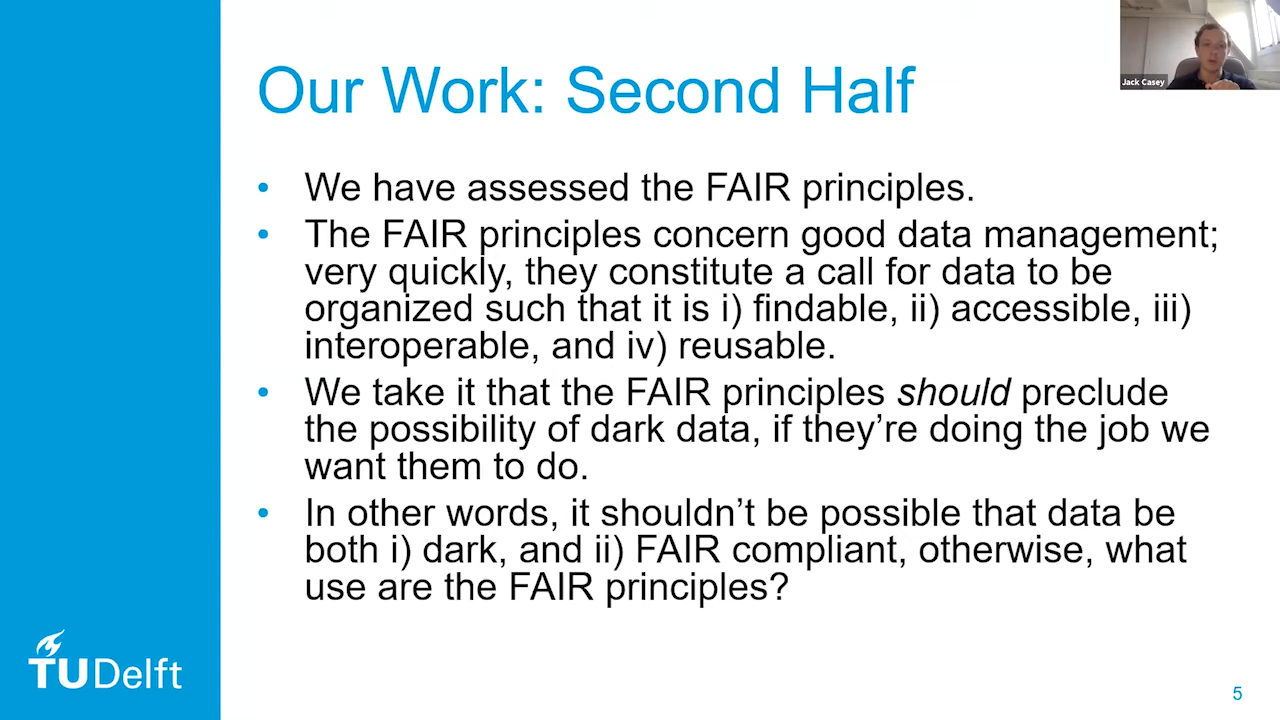 Our Work: Second Half
Jack Casey
• We have assessed the FAIR principles.
• The FAIR principles concern good data management;
very quickly, they constitute a call for data to be
organized such that it is i) findable, ii) accessible, iii)
interoperable, and iv) reusable.
• We take it that the FAIR principles should preclude
the possibility of dark data, if they’re doing the job we
want them to do.
• In other words, it shouldn’t be possible that data be
both i) dark, and ii) FAIR compliant, otherwise, what
use are the FAIR principles?
TU Delft
5